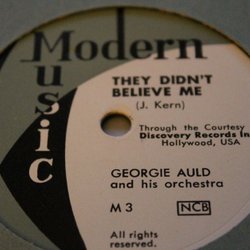 Modern
Music
THEY DIDN'T
BELIEVE ME
(J. Kern)
Through the Courtesy
Discovery Records In
Hollywood, USA
GEORGIE AULD
and his orchestra
M 3
NCB
All rights
reserved.